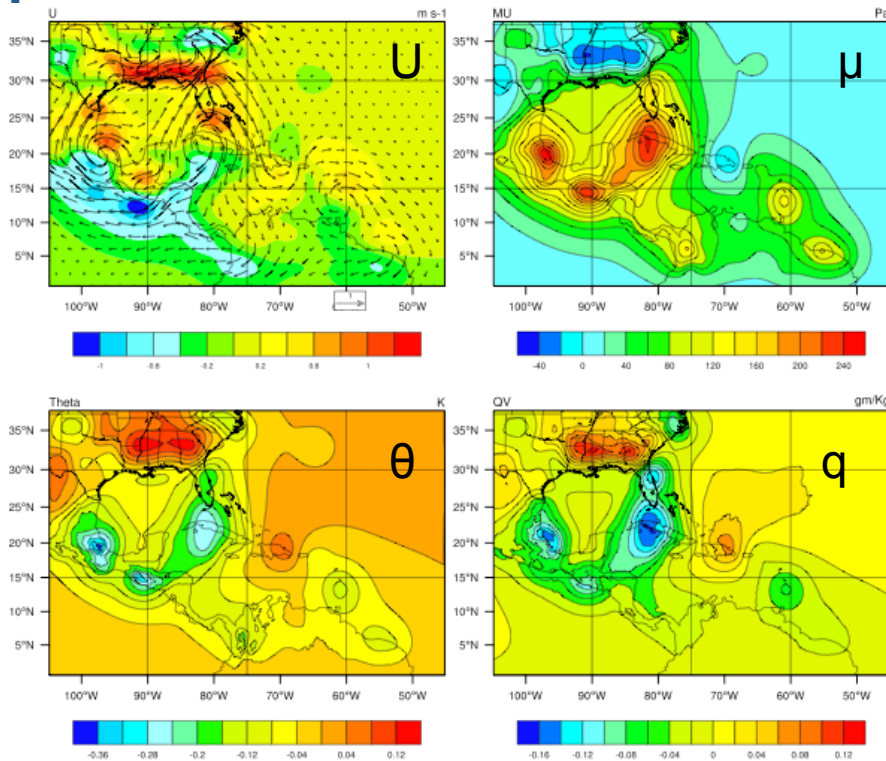 U m s-1
U
35°N
30°N
25°N
20°N
15°N
10°N
5°N
100°W 90°W 80°W 70°W 50°W
1
-1 -0.6 -0.2 0.2 0.6 1
MU Pa
μ
35°N
30°N
25°N
20°N
15°N
10°N
5°N
100°W 90°W 80°W 70°W 60°W 50°W
-40 0 40 80 120 160 200 240
Theta K
θ
35°N
30°N
25°N
20°N
15°N
10°N
5°N
100°W 90°W 80°W 70°W 60°W 50°W
-0.36 -0.28 -0.2 -0.12 -0.04 0.04 0.12
QV gm/Kg
q
35°N
30°N
25°N
20°N
15°N
10°N
5°N
100°W 90°W 80°W 70°W 60°W 50°W
-0.16 -0.12 -0.08 -0.04 0 0.04 0.08 0.12